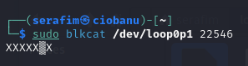 ┌──(serafim㉿ciobanu)-[~]
└─$ sudo blkcat /dev/loop0p1 22546
XXXXX▒X